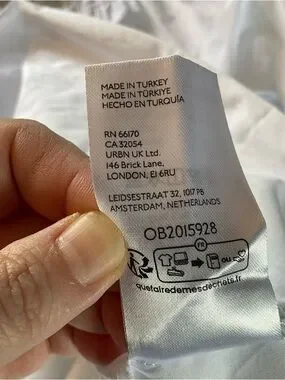 MADE IN TURKEY
MADE IN TÜRKIYE
HECHO EN TURQUÍA
RN 66170
CA 32054
URBN UK Ltd.
146 Brick Lane,
LONDON, E1 6RU
LEIDSESTRAAT 32, 1017 PB
AMSTERDAM, NETHERLANDS
OB2015928
FR
OU
quefairedemesdechets.fr